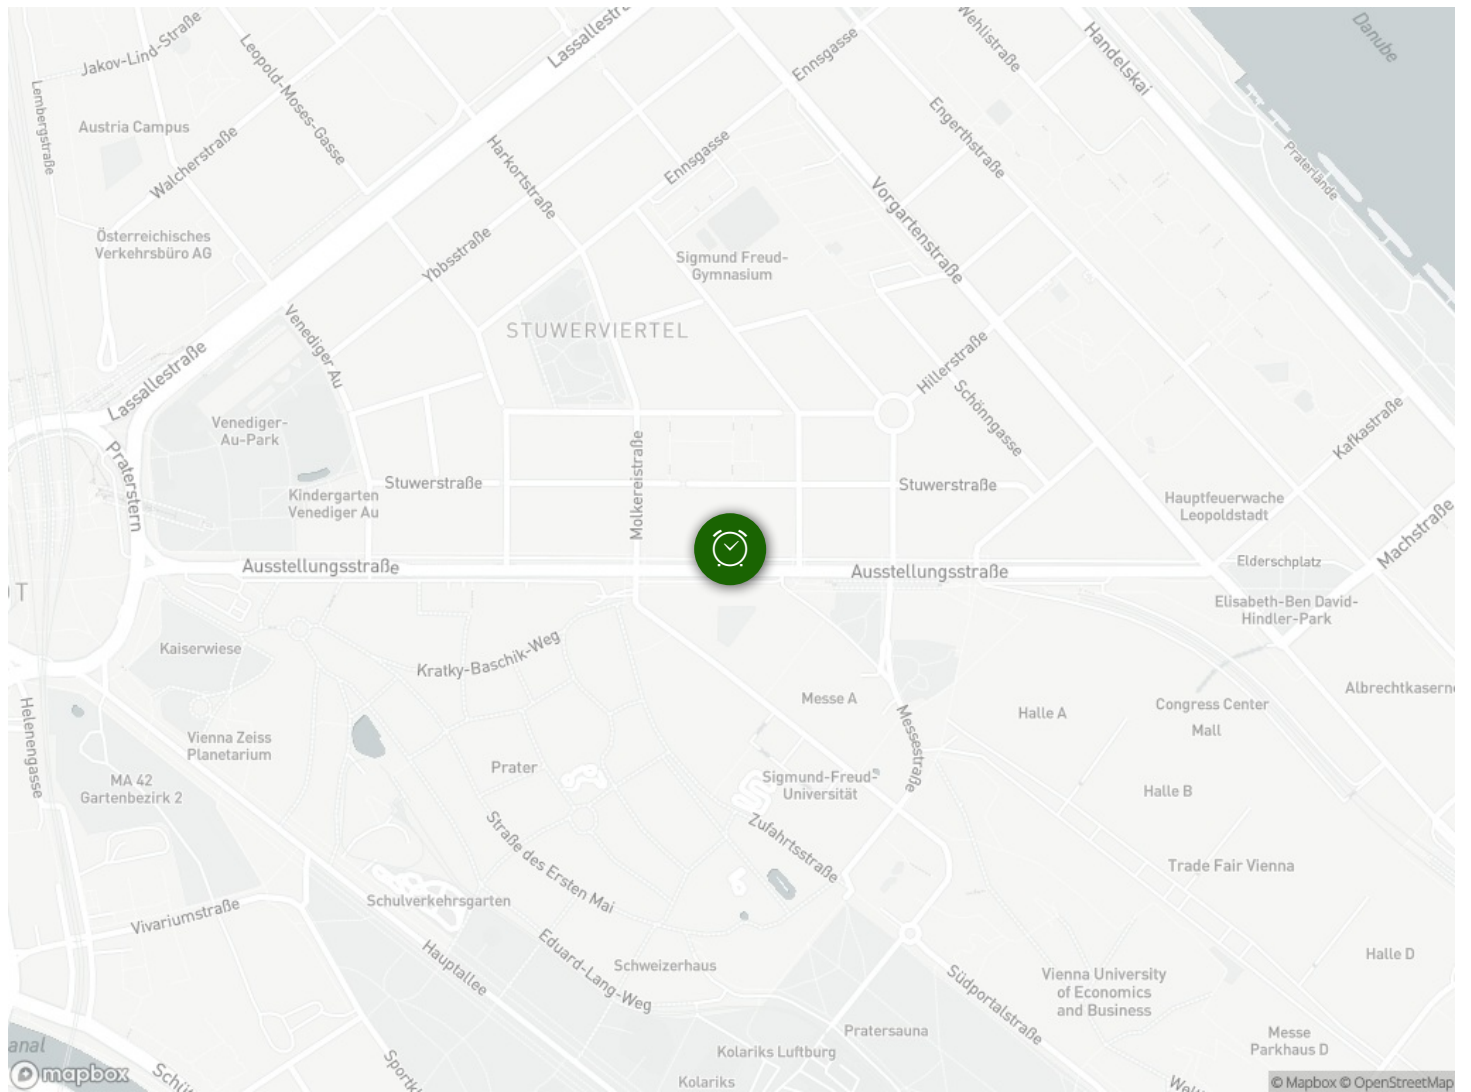 Jakov-Lind-Straße
Leopold-Moses-Gasse
Lassallestra
Ennsgasse
Wehlistraße
Handelskai
Danube
Lembergstraße
Austria Campus
Walcherstraße
Harkortstraße
Ennsgasse
Engerthstraße
Praterlände
Vorgartenstraße
Österreichisches
Verkehrsbüro AG
Ybbsstraße
Sigmund Freud-
Gymnasium
Venediger Au
STUWERVIERTEL
Lassallestraße
Hillerstraße
Schönngasse
Kafkastraße
Venediger-
Au-Park
Praterstern
Molkereistraße
Stuwerstraße
Stuwerstraße
Kindergarten
Venediger Au
Hauptfeuerwache
Leopoldstadt
Machstraße
Ausstellungsstraße
Ausstellungsstraße
Elderschplatz
T
Elisabeth-Ben David-
Hindler-Park
Kaiserwiese
Kratky-Baschik-Weg
Helenengasse
Messe A
Messestraße
Halle A
Congress Center
Mall
Albrechtkaserne
Vienna Zeiss
Planetarium
Prater
MA 42
Gartenbezirk 2
Sigmund-Freud-
Universität
Halle B
Straße des Ersten Mai
Zufahrtsstraße
Trade Fair Vienna
Schulverkehrsgarten
Vivariumstraße
Hauptallee
Eduard-Lang-Weg
Schweizerhaus
Südportalstraße
Vienna University
of Economics
and Business
Halle D
Pratersauna
Kolariks Luftburg
Kolariks
Messe
Parkhaus D
anal
mapbox
Schüt
Sportk
Welt
© Mapbox © OpenStreetMap